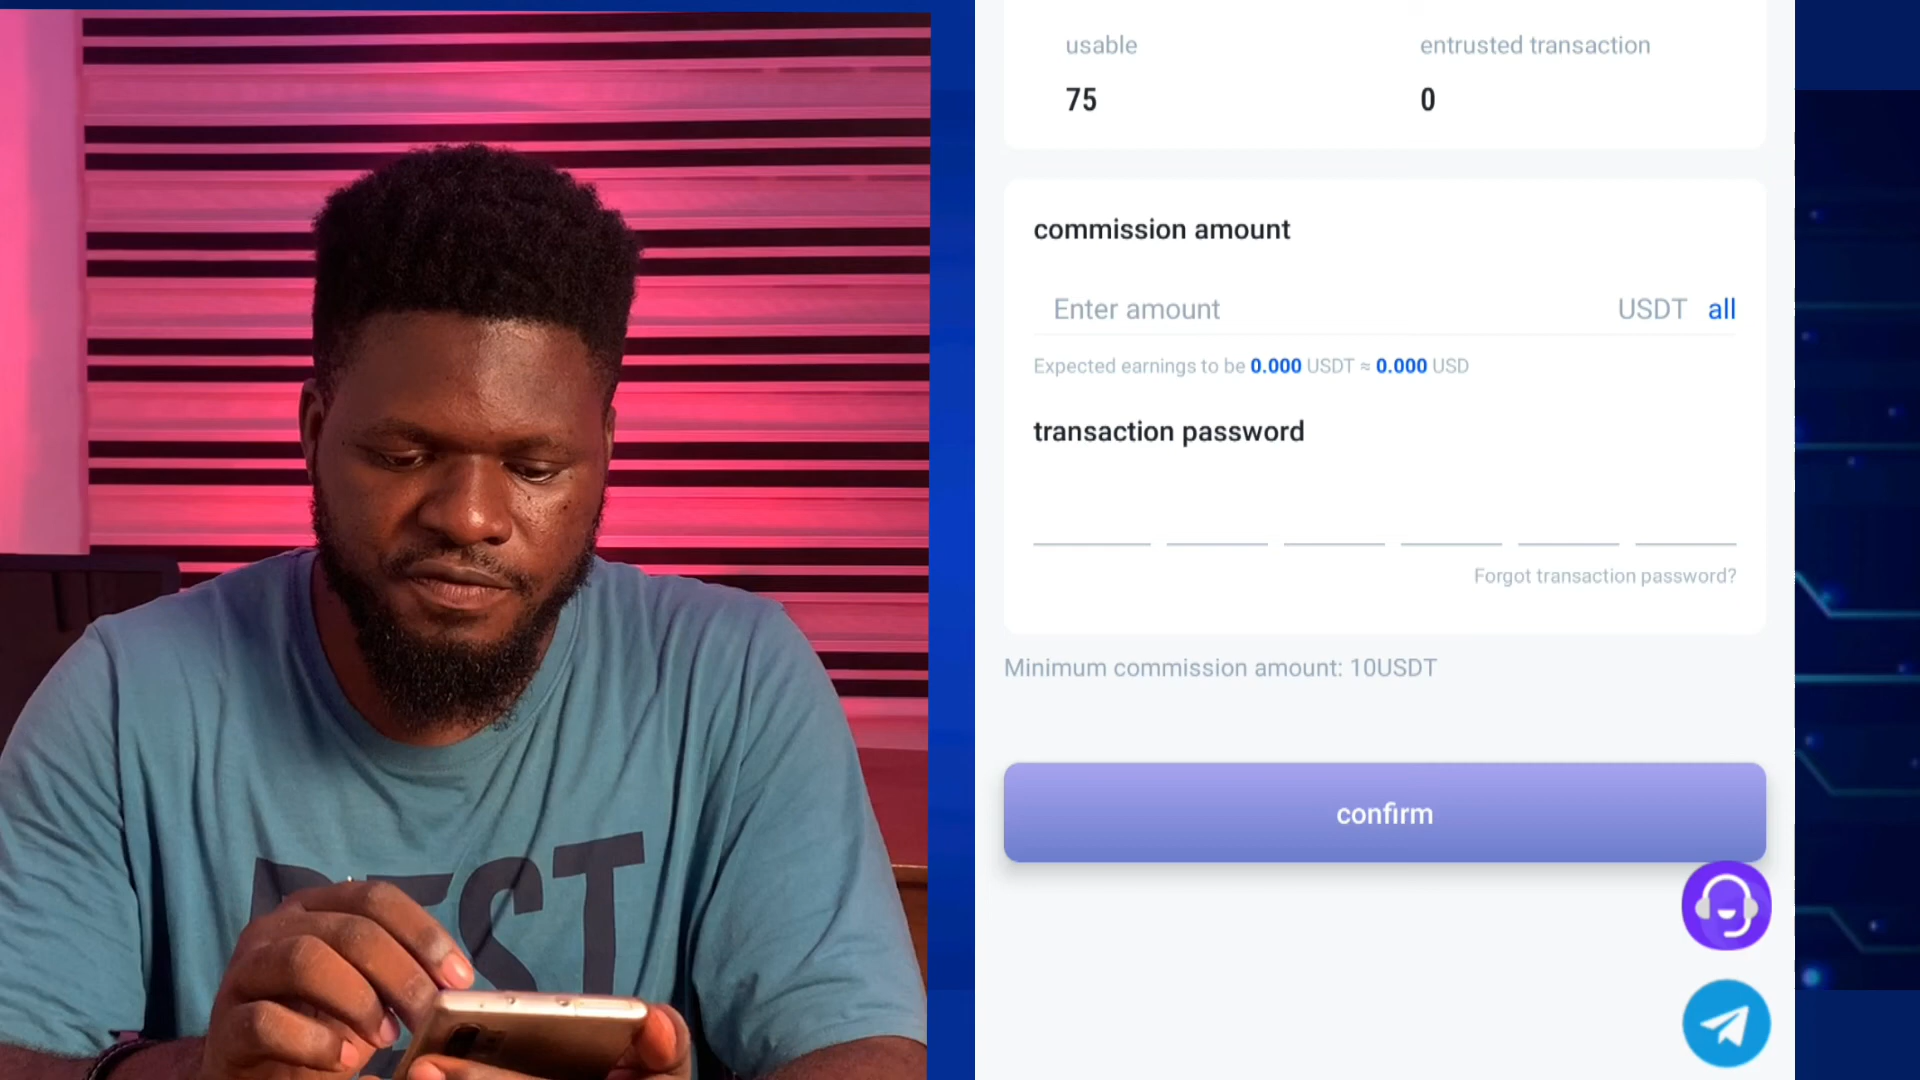 usable
entrusted transaction
75
0
commission amount
Enter amount
USDT all
Expected earnings to be 0.000 USDT ≈ 0.000 USD
transaction password
Forgot transaction password?
Minimum commission amount: 10USDT
confirm